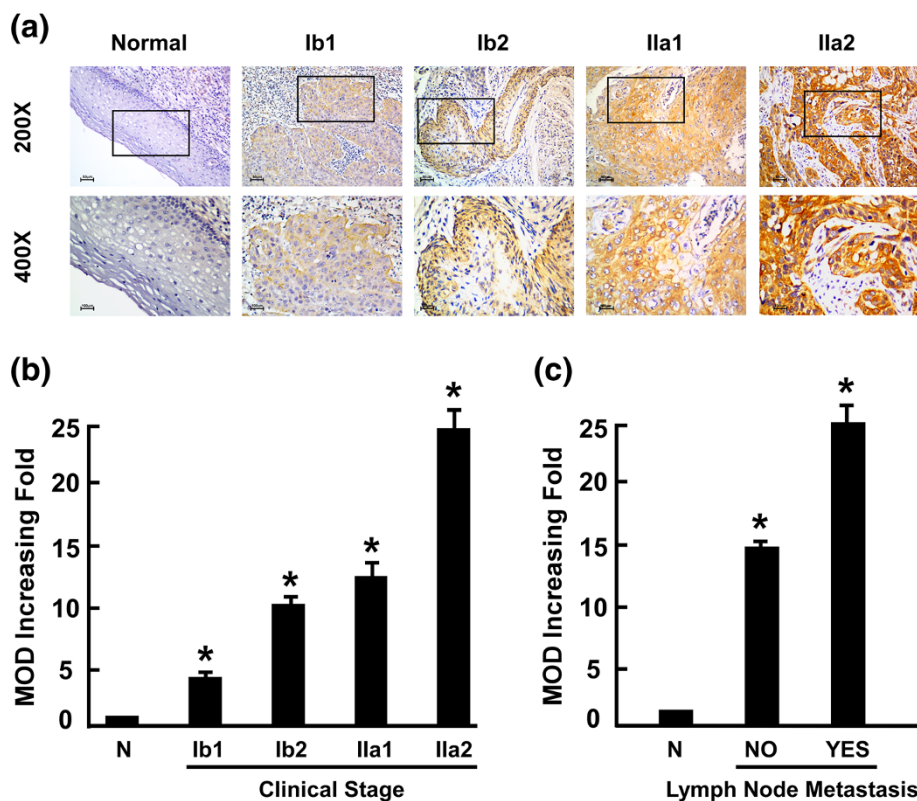 (a)
Normal Ib1 Ib2 IIa1 IIa2
200X
400X
(b)
MOD Increasing Fold
25
20
15
10
5
0
*
*
*
*
N Ib1 Ib2 IIa1 IIa2
Clinical Stage
(c)
MOD Increasing Fold
25
20
15
10
5
0
*
*
N NO YES
Lymph Node Metastasis